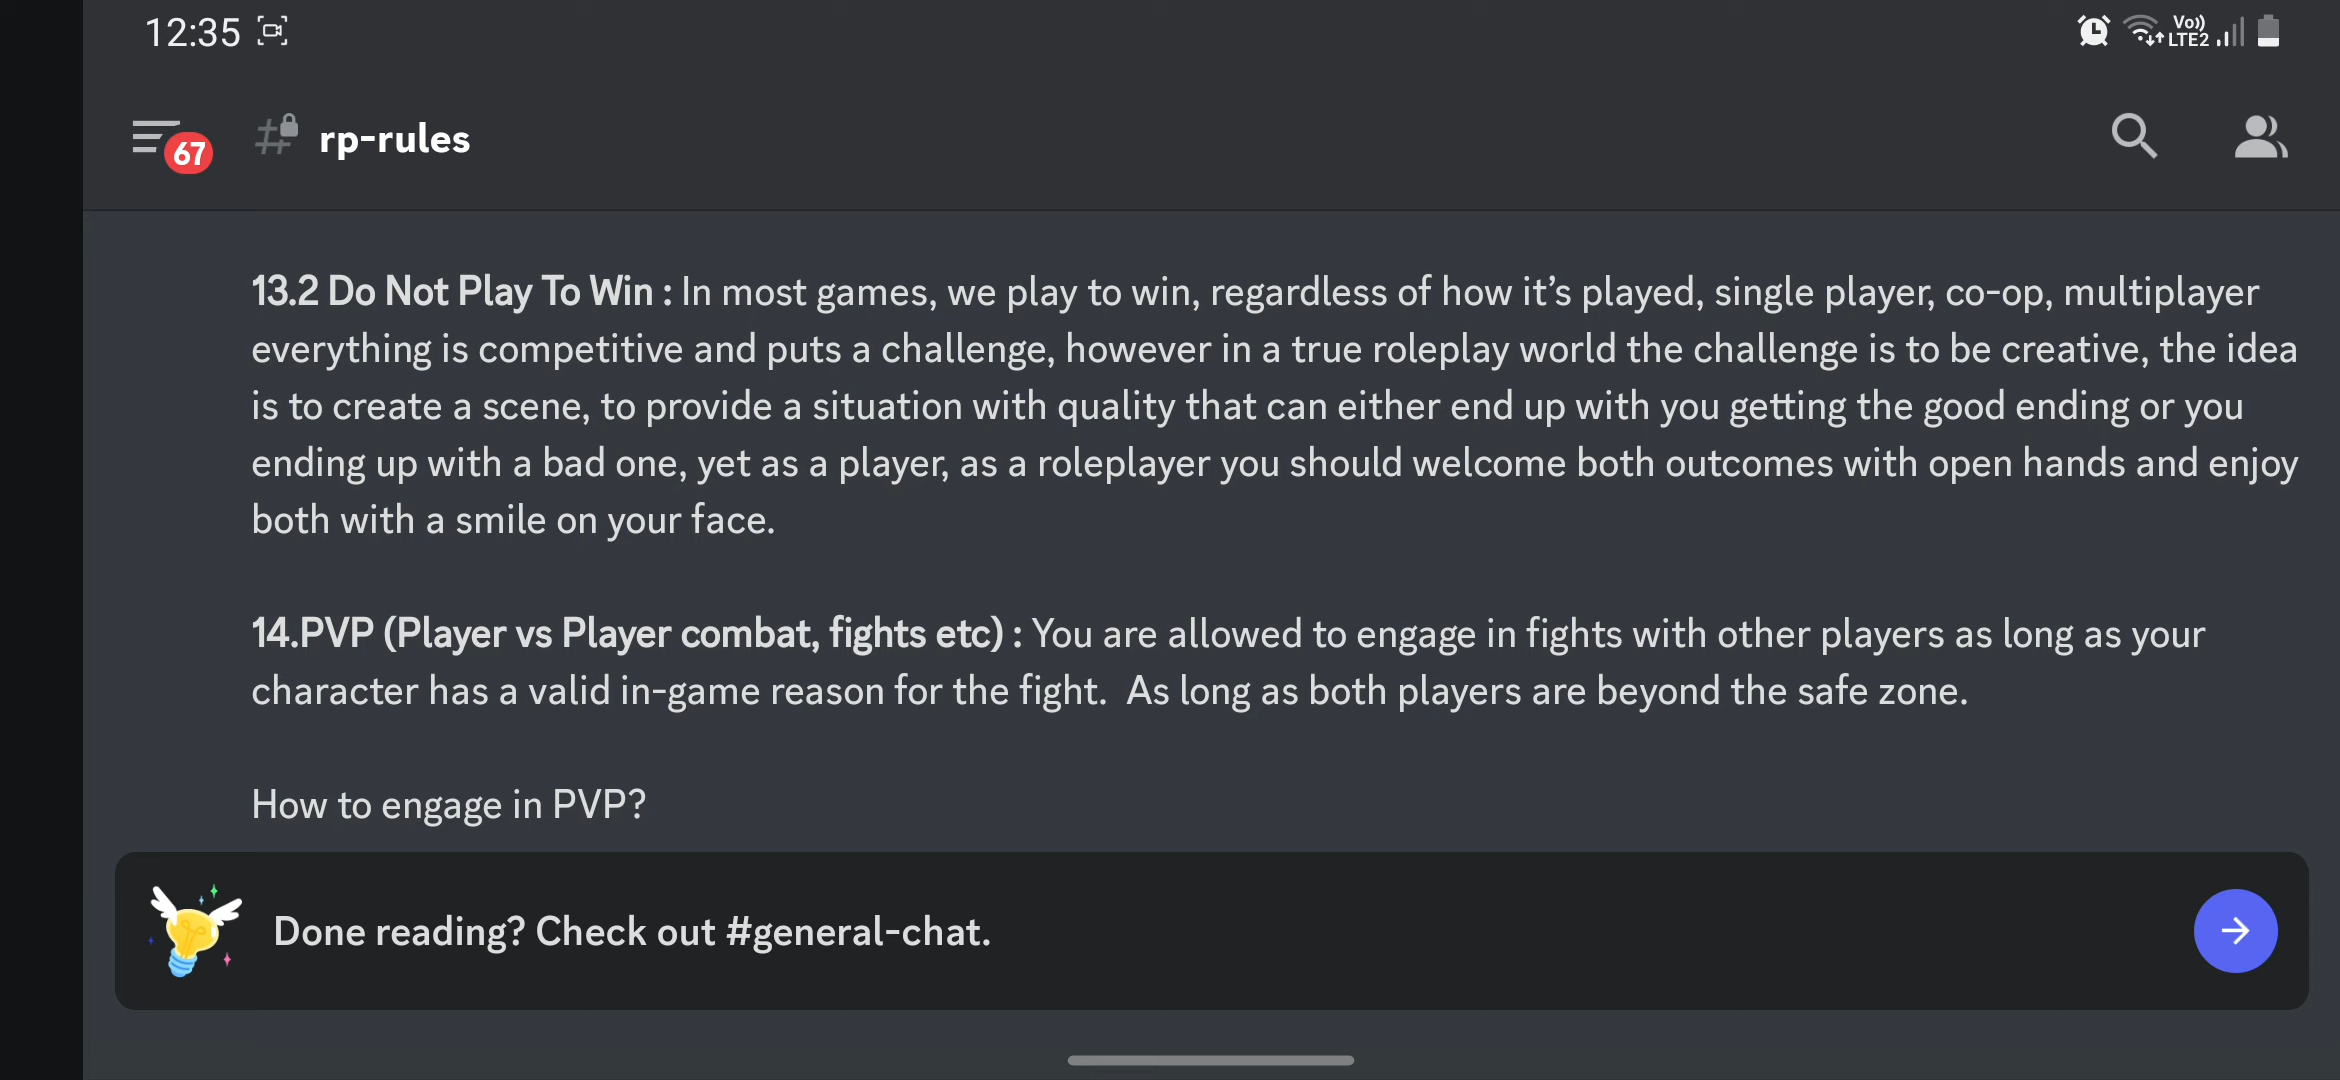 12:35
Vo))
LTE2
67
rp-rules
13.2 Do Not Play To Win : In most games, we play to win, regardless of how it’s played, single player, co-op, multiplayer
everything is competitive and puts a challenge, however in a true roleplay world the challenge is to be creative, the idea
is to create a scene, to provide a situation with quality that can either end up with you getting the good ending or you
ending up with a bad one, yet as a player, as a roleplayer you should welcome both outcomes with open hands and enjoy
both with a smile on your face.
14.PVP (Player vs Player combat, fights etc) : You are allowed to engage in fights with other players as long as your
character has a valid in-game reason for the fight.  As long as both players are beyond the safe zone.
How to engage in PVP?
Done reading? Check out #general-chat.